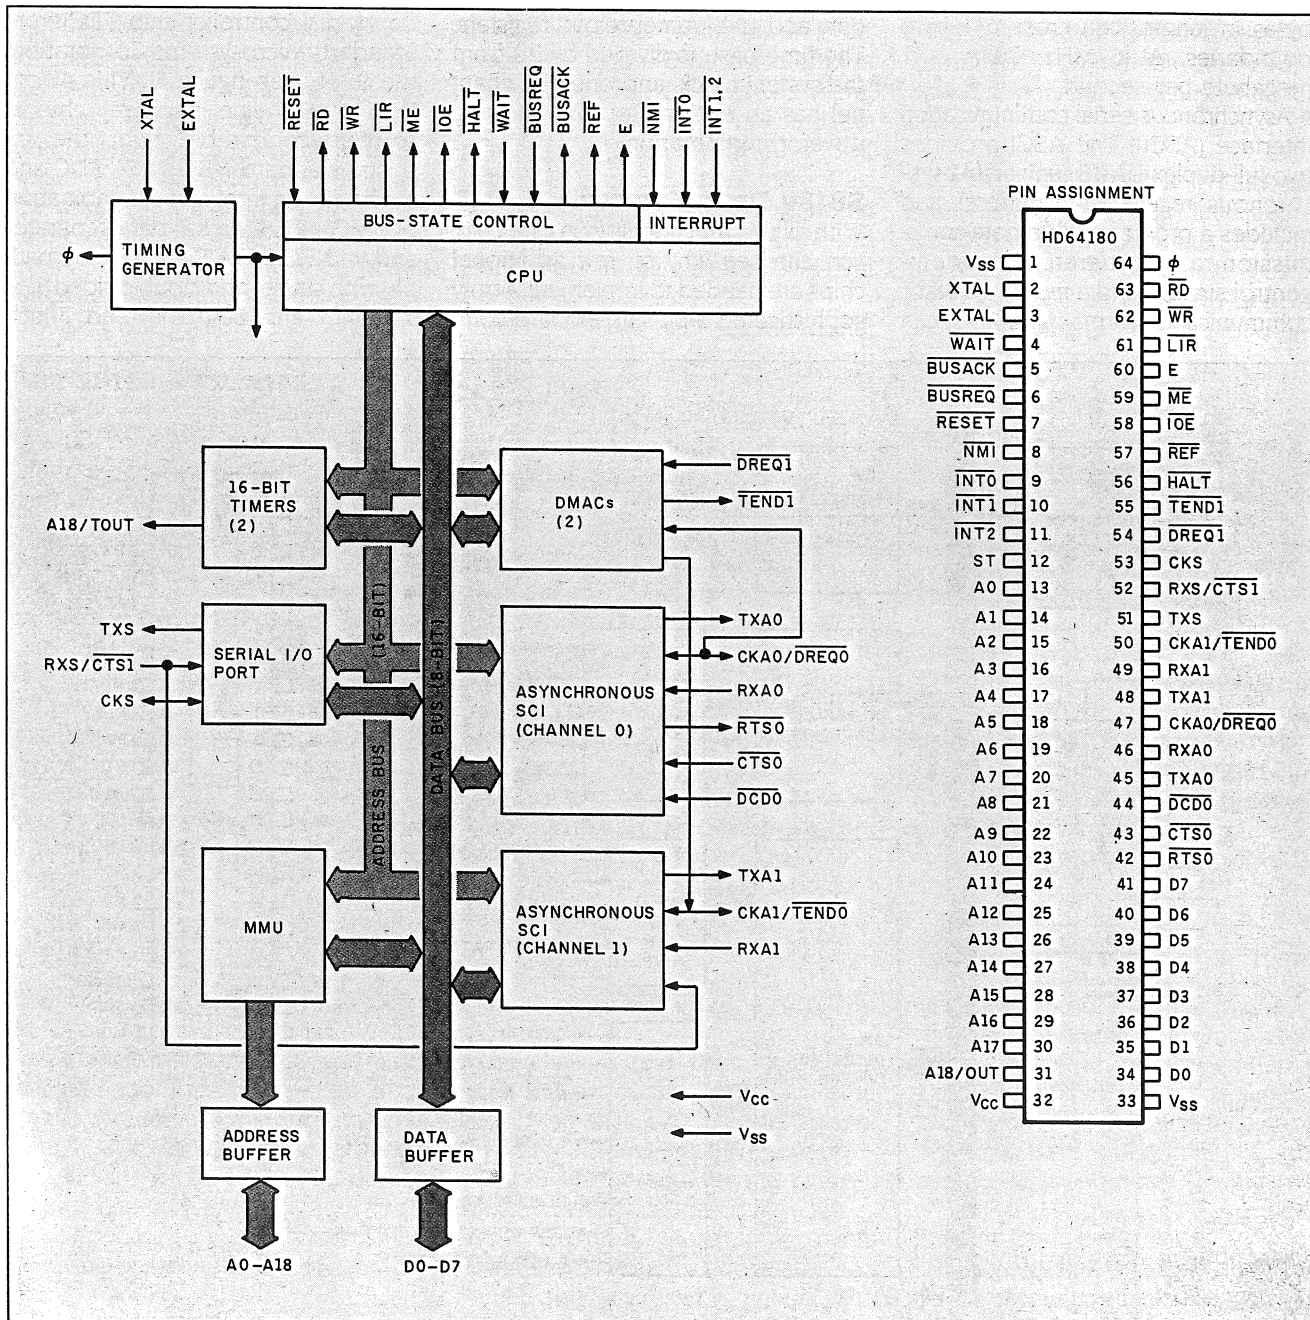 XTAL
EXTAL
RESET
RD
WR
LIR
ME
IOE
HALT
WAIT
BUSREQ
BUSACK
REF
E
NMI
INT0
INT1,2
TIMING
GENERATOR
ϕ
BUS-STATE CONTROL
INTERRUPT
CPU
16-BIT
TIMERS
(2)
A18/TOUT
DMACs
(2)
DREQ1
TEND1
SERIAL I/O
PORT
TXS
RXS/CTS1
CKS
ADDRESS BUS (16-BIT)
DATA BUS (8-BIT)
ASYNCHRONOUS
SCI
(CHANNEL 0)
TXA0
CKA0/DREQ0
RXA0
RTS0
CTS0
DCD0
MMU
ASYNCHRONOUS
SCI
(CHANNEL 1)
TXA1
CKA1/TEND0
RXA1
VCC
VSS
ADDRESS
BUFFER
DATA
BUFFER
A0-A18
D0-D7
PIN ASSIGNMENT
HD64180
VSS 1 64 ϕ
XTAL 2 63 RD
EXTAL 3 62 WR
WAIT 4 61 LIR
BUSACK 5 60 E
BUSREQ 6 59 ME
RESET 7 58 IOE
NMI 8 57 REF
INT0 9 56 HALT
INT1 10 55 TEND1
INT2 11 54 DREQ1
ST 12 53 CKS
A0 13 52 RXS/CTS1
A1 14 51 TXS
A2 15 50 CKA1/TEND0
A3 16 49 RXA1
A4 17 48 TXA1
A5 18 47 CKA0/DREQ0
A6 19 46 RXA0
A7 20 45 TXA0
A8 21 44 DCD0
A9 22 43 CTS0
A10 23 42 RTS0
A11 24 41 D7
A12 25 40 D6
A13 26 39 D5
A14 27 38 D4
A15 28 37 D3
A16 29 36 D2
A17 30 35 D1
A18/OUT 31 34 D0
VCC 32 33 VSS